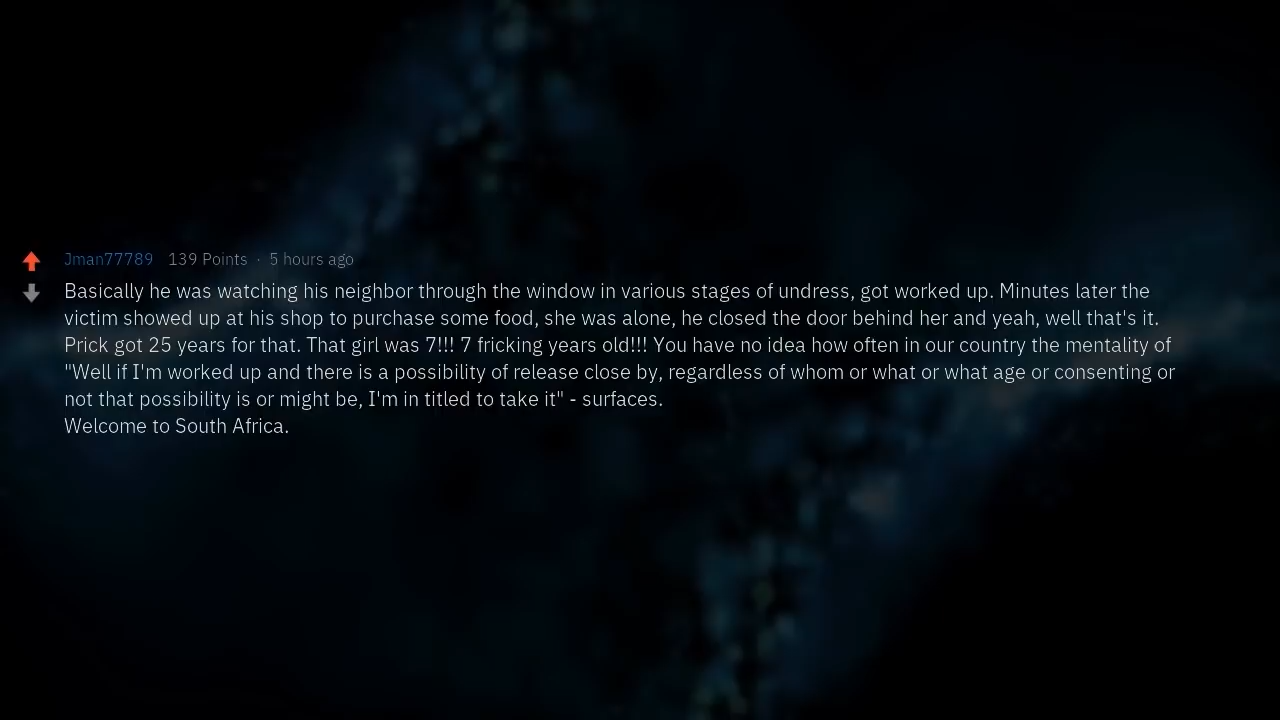 Jman77789 139 Points · 5 hours ago
Basically he was watching his neighbor through the window in various stages of undress, got worked up. Minutes later the
victim showed up at his shop to purchase some food, she was alone, he closed the door behind her and yeah, well that's it.
Prick got 25 years for that. That girl was 7!!! 7 fricking years old!!! You have no idea how often in our country the mentality of
"Well if I'm worked up and there is a possibility of release close by, regardless of whom or what or what age or consenting or
not that possibility is or might be, I'm in titled to take it" - surfaces.
Welcome to South Africa.